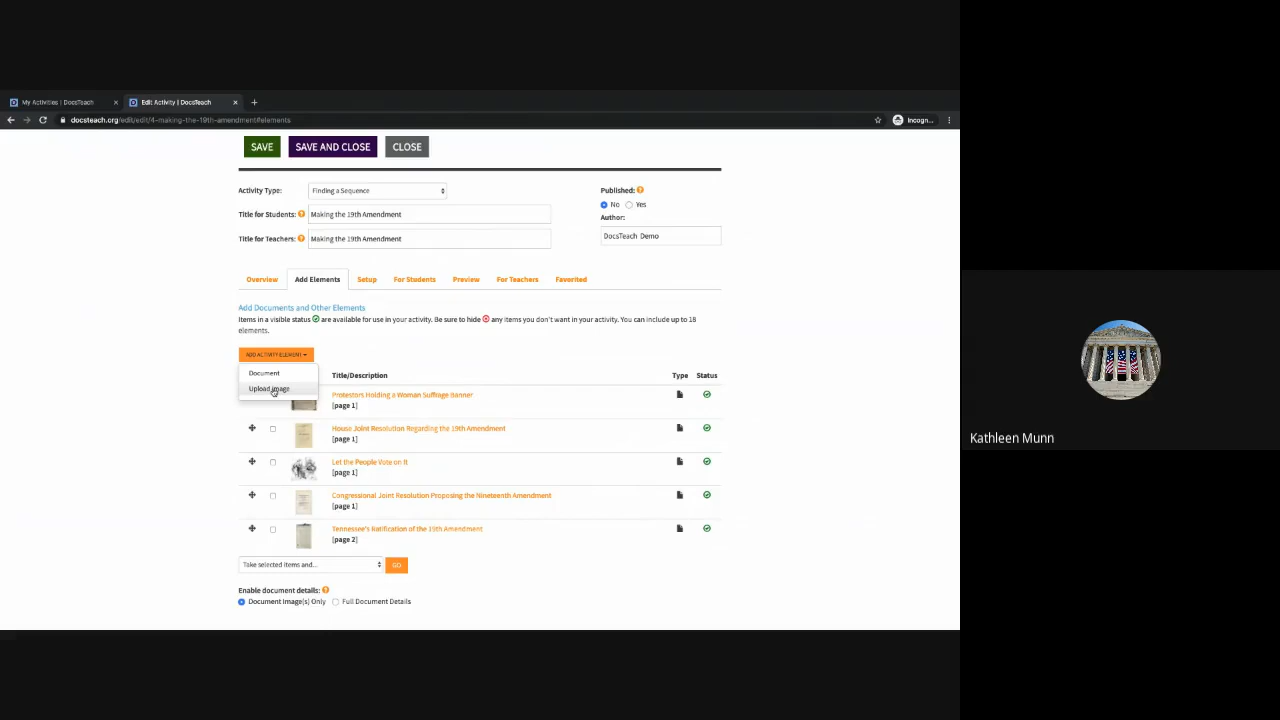 My Activities | DocsTeach
Edit Activity | DocsTeach
docsteach.org/edit/edit/4-making-the-19th-amendment#elements
Incogn...
SAVE
SAVE AND CLOSE
CLOSE
Activity Type:
Finding a Sequence
Published:
No
Yes
Title for Students:
Making the 19th Amendment
Author:
Title for Teachers:
Making the 19th Amendment
DocsTeach Demo
Overview
Add Elements
Setup
For Students
Preview
For Teachers
Favorited
Add Documents and Other Elements
Items in a visible status are available for use in your activity. Be sure to hide any items you don't want in your activity. You can include up to 18
elements.
ADD ACTIVITY ELEMENT
Document
Upload Image
Title/Description
Type
Status
Protestors Holding a Woman Suffrage Banner
[page 1]
House Joint Resolution Regarding the 19th Amendment
[page 1]
Let the People Vote on It
[page 1]
Congressional Joint Resolution Proposing the Nineteenth Amendment
[page 1]
Tennessee's Ratification of the 19th Amendment
[page 2]
Take selected items and...
GO
Enable document details:
Document Image(s) Only
Full Document Details
Kathleen Munn